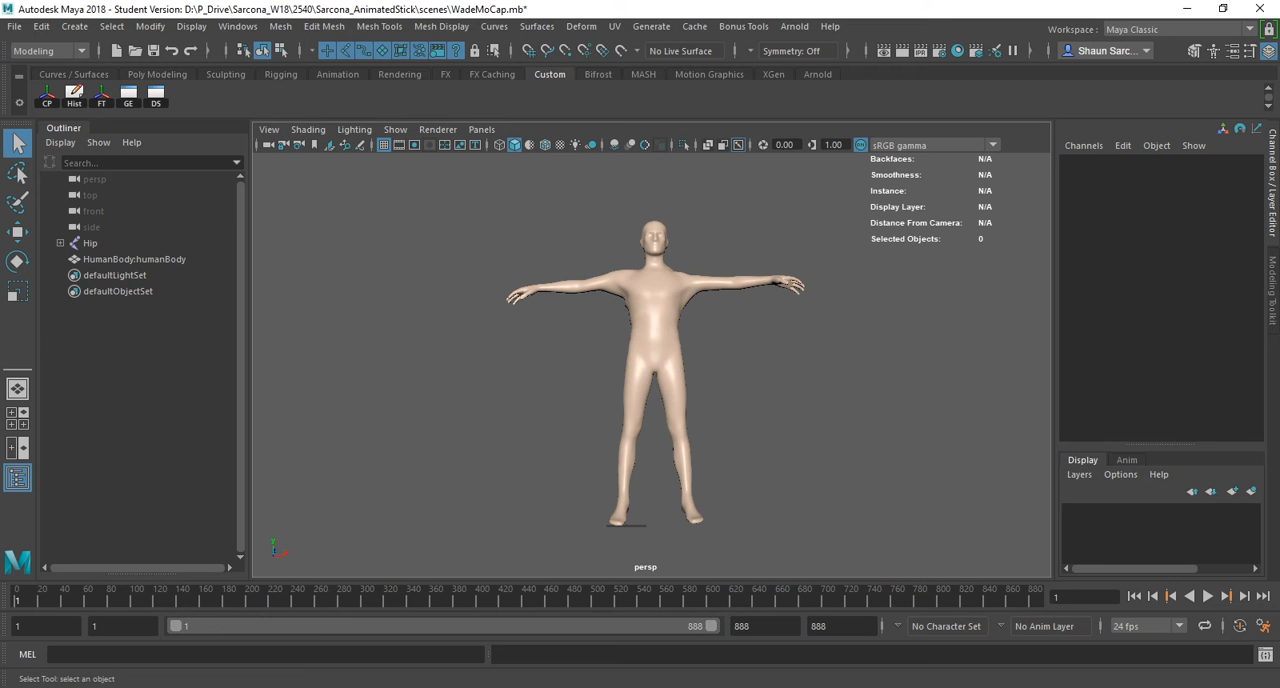 Autodesk Maya 2018 - Student Version: D:\P_Drive\Sarcona_W18\2540\Sarcona_AnimatedStick\scenes\WadeMoCap.mb*
File Edit Create Select Modify Display Windows Mesh Edit Mesh Mesh Tools Mesh Display Curves Surfaces Deform UV Generate Cache Bonus Tools Arnold Help
Workspace : Maya Classic
Modeling No Live Surface Symmetry: Off Shaun Sarc...
Curves / Surfaces Poly Modeling Sculpting Rigging Animation Rendering FX FX Caching Custom Bifrost MASH Motion Graphics XGen Arnold
CP Hist FT GE DS
Outliner
Display Show Help
Search...
persp
top
front
side
Hip
HumanBody:humanBody
defaultLightSet
defaultObjectSet
View Shading Lighting Show Renderer Panels
0.00 1.00 ON sRGB gamma
Backfaces: N/A
Smoothness: N/A
Instance: N/A
Display Layer: N/A
Distance From Camera: N/A
Selected Objects: 0
persp
Channels Edit Object Show
Channel Box / Layer Editor
Modeling Toolkit
Display Anim
Layers Options Help
0 20 40 60 80 100 120 140 160 180 200 220 240 260 280 300 320 340 360 380 400 420 440 460 480 500 520 540 560 580 600 620 640 660 680 700 720 740 760 780 800 820 840 860 880
1 1
1 1 1 888 888 888 No Character Set No Anim Layer 24 fps
MEL
Select Tool: select an object